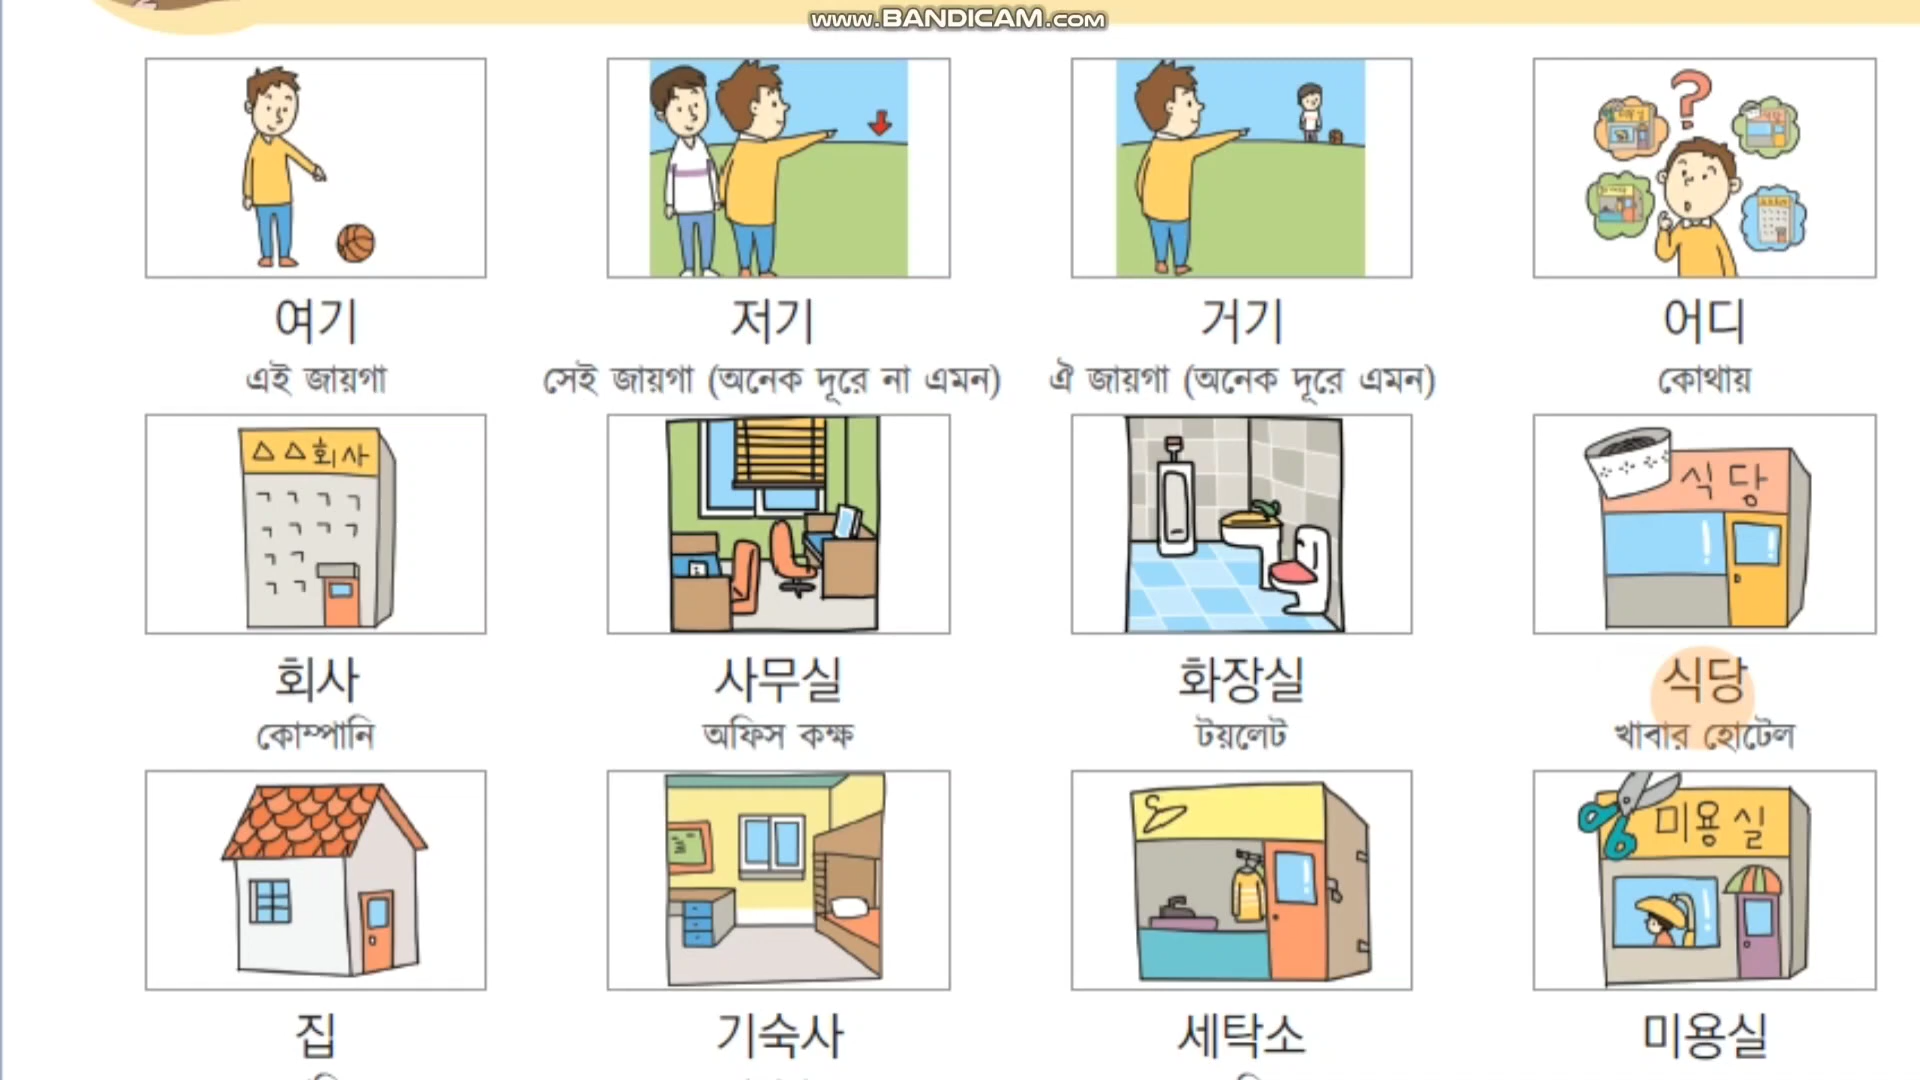 www.BANDICAM.com
여기
저기
거기
어디
এই জায়গা
সেই জায়গা (অনেক দূরে না এমন)
ঐ জায়গা (অনেক দূরে এমন)
কোথায়
△△회사
식당
회사
사무실
화장실
식당
কোম্পানি
অফিস কক্ষ
টয়লেট
খাবার হোটেল
미용실
집
기숙사
세탁소
미용실